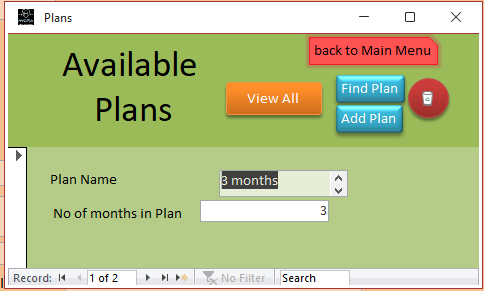 Plans
back to Main Menu
Available
Plans
View All
Find Plan
Add Plan
Plan Name
3 months
No of months in Plan
3
Record:
1 of 2
No Filter
Search